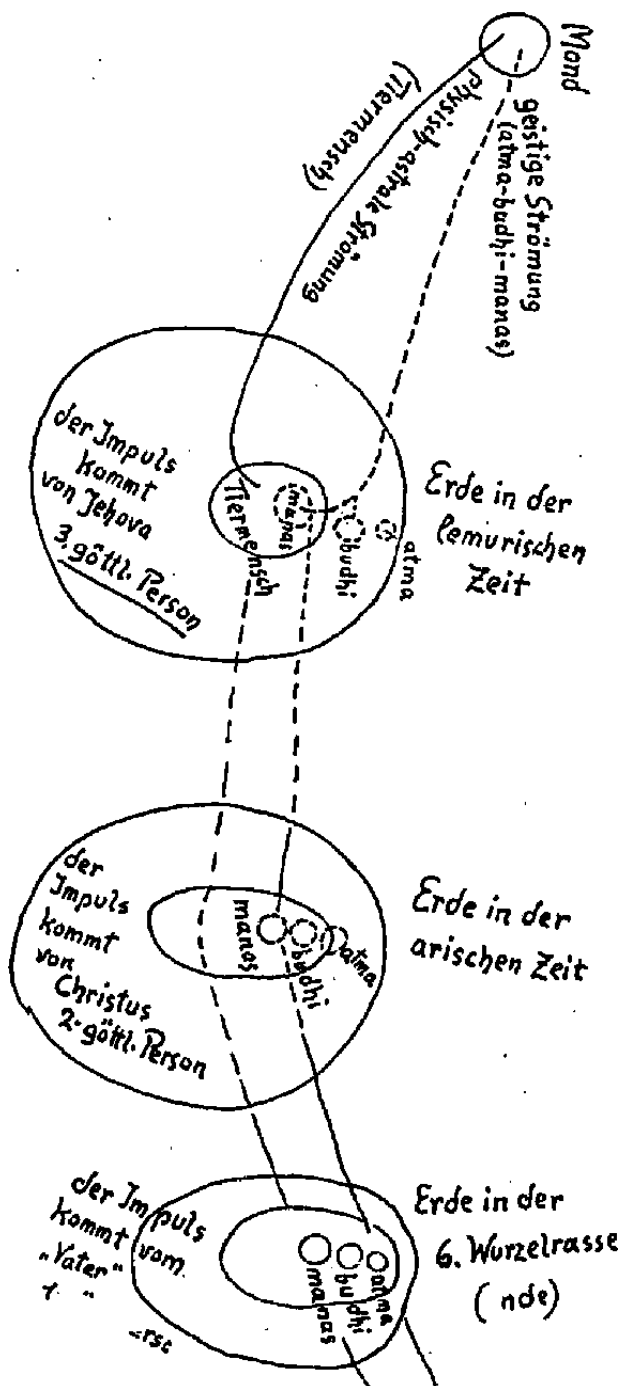 Mond
geistige Strömung
(atma-budhi-manas)
physisch-astrale Strömung
(Tiermensch)
der Impuls
kommt
von Jehova
3. göttl. Person
Tiermensch
manas
budhi
atma
Erde in der
lemurischen
Zeit
der
Impuls
kommt
von
Christus
2. göttl. Person
manas
budhi
atma
Erde in der
arischen Zeit
der Impuls
kommt vom
„Vater"
1. "
manas
budhi
atma
Erde in der
6. Wurzelrasse